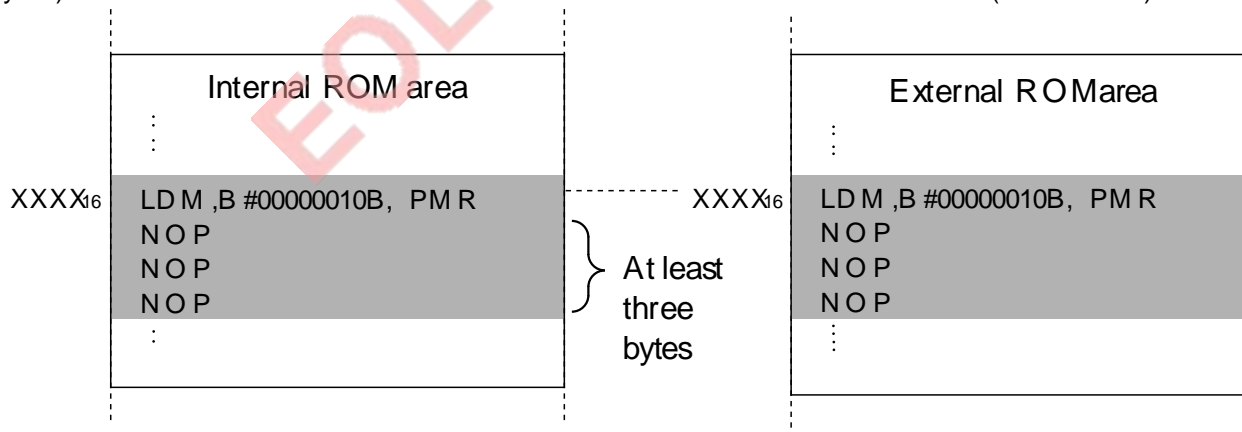 Internal ROM area
⋮
XXXX16 LDM,B #00000010B, PMR
NOP
NOP
NOP
⋮
At least
three
bytes
External ROM area
⋮
XXXX16 LDM,B #00000010B, PMR
NOP
NOP
NOP
⋮
EOL